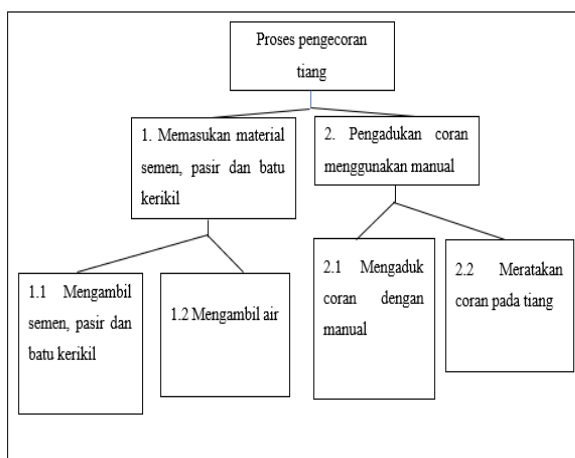 Proses pengecoran
tiang
1. Memasukan material
semen, pasir dan batu
kerikil
2. Pengadukan coran
menggunakan manual
1.1 Mengambil
semen, pasir dan
batu kerikil
1.2 Mengambil air
2.1 Mengaduk
coran dengan
manual
2.2 Meratakan
coran pada tiang